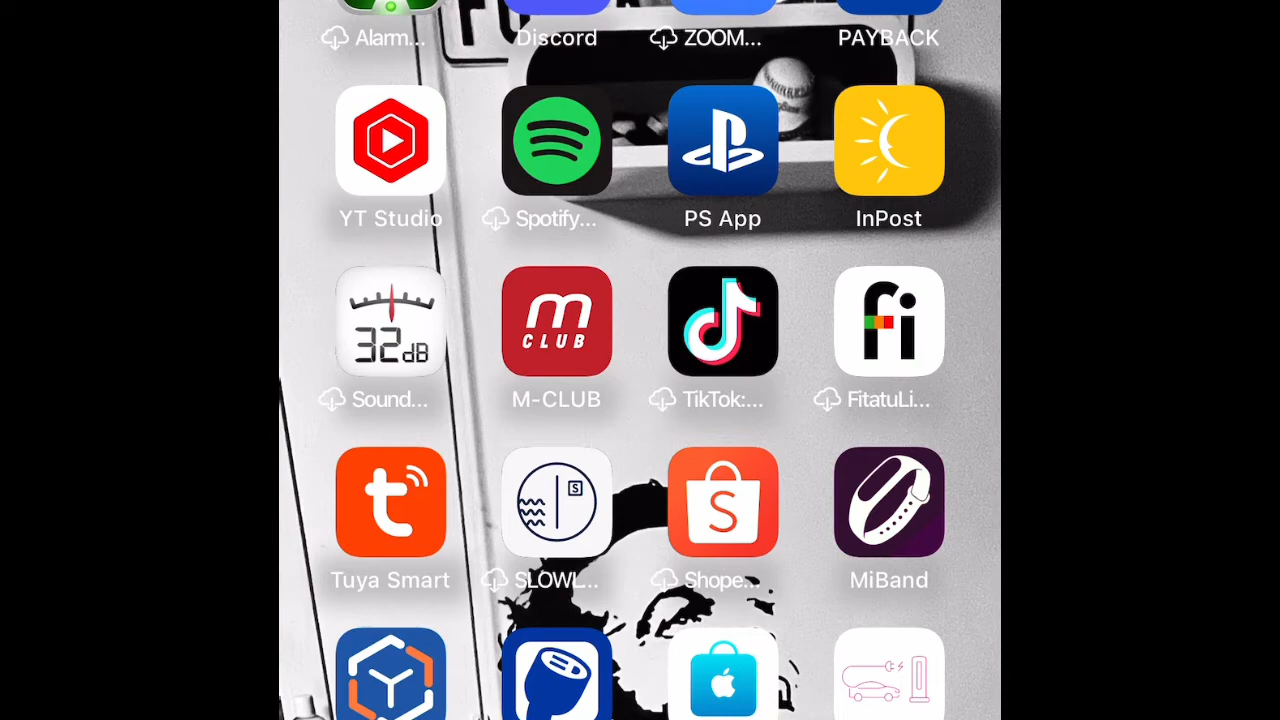 Alarm...
Discord
ZOOM...
PAYBACK
YT Studio
Spotify...
PS App
InPost
32dB
m
CLUB
fi
Sound...
M-CLUB
TikTok:...
FitatuLi...
t
S
S
Tuya Smart
SLOWL...
Shope...
MiBand